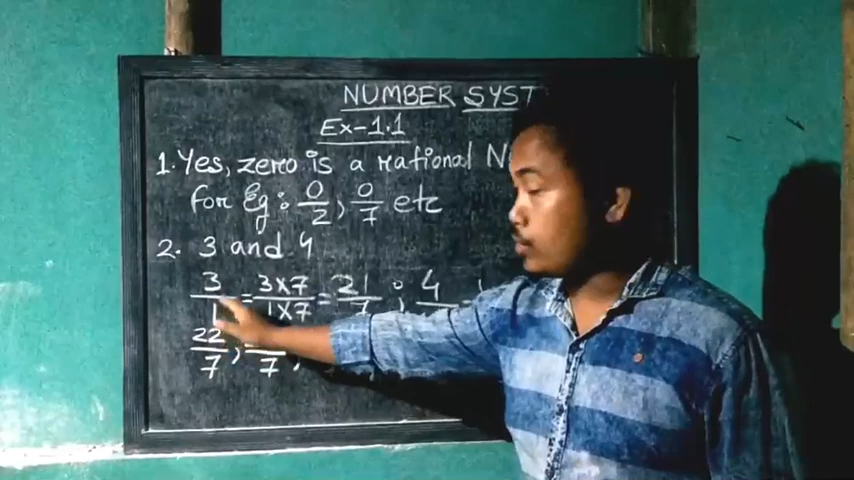 NUMBER SYST
Ex-1.1
1. Yes, zero is a rational N
for Eg: 0/2, 0/7 etc
2. 3 and 4
3/1 = 3x7/1x7 = 21/7 ; 4
22/7, /7,